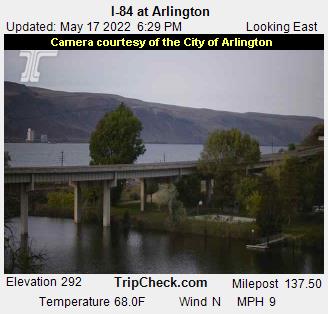 I-84 at Arlington
Updated: May 17 2022 6:29 PM Looking East
Camera courtesy of the City of Arlington
Elevation 292 TripCheck.com Milepost 137.50
Temperature 68.0F Wind N MPH 9